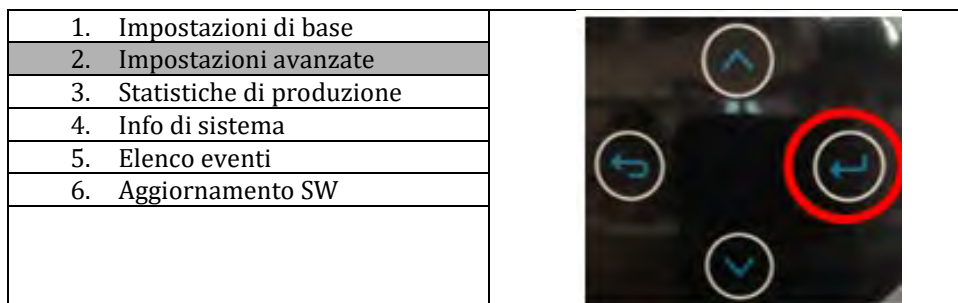 1. Impostazioni di base
2. Impostazioni avanzate
3. Statistiche di produzione
4. Info di sistema
5. Elenco eventi
6. Aggiornamento SW